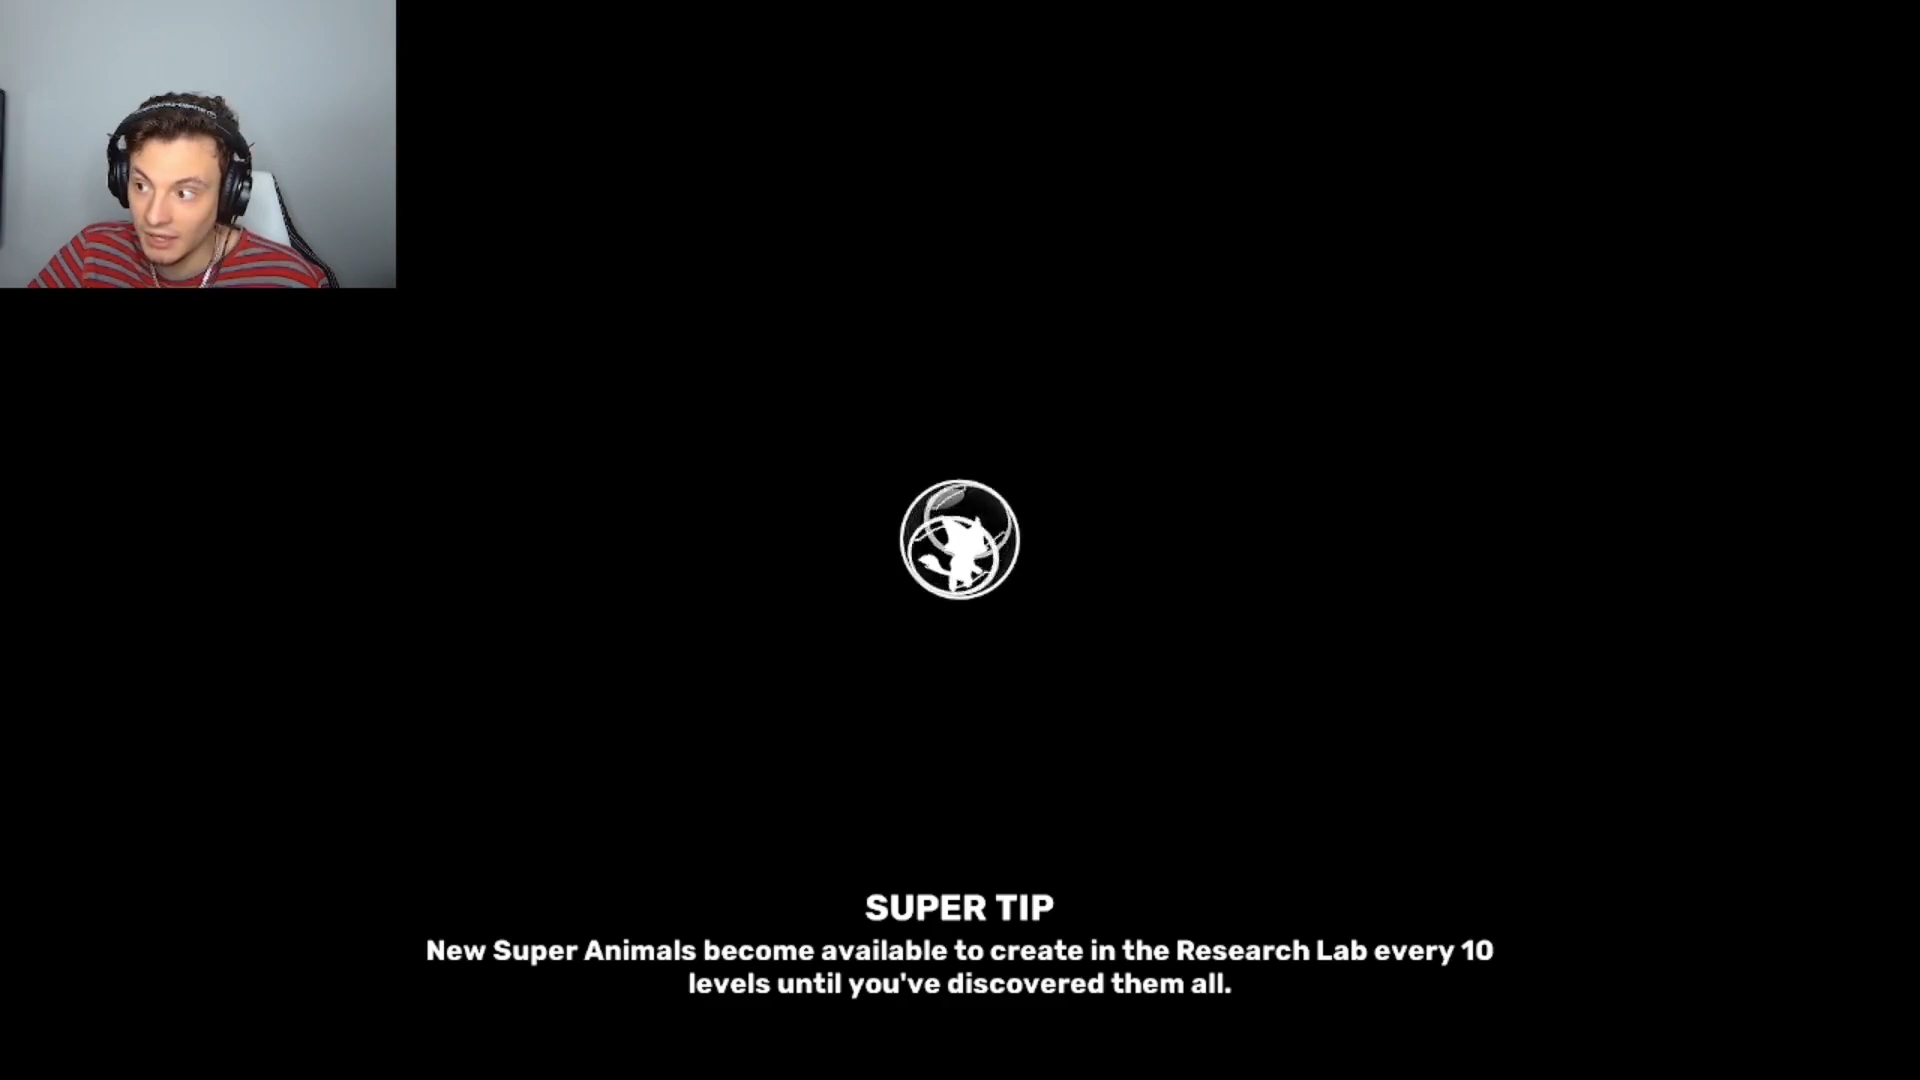 SUPER TIP
New Super Animals become available to create in the Research Lab every 10
levels until you've discovered them all.